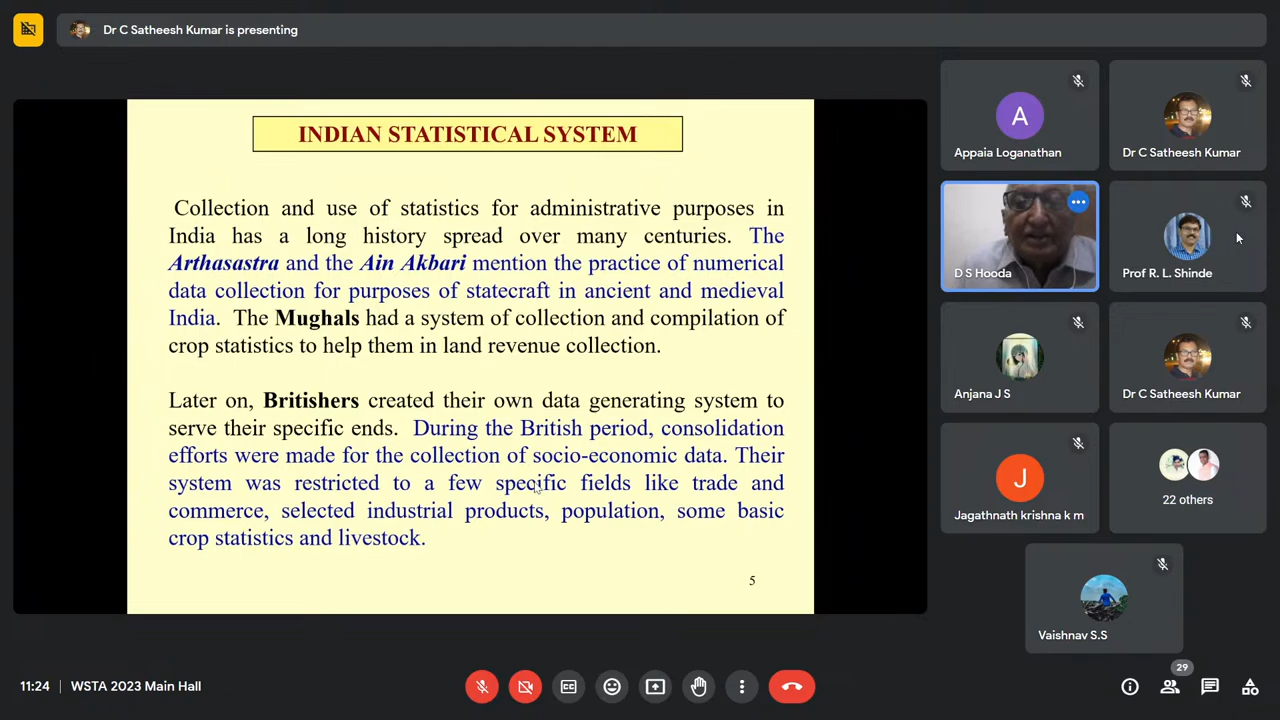 Dr C Satheesh Kumar is presenting
INDIAN STATISTICAL SYSTEM
Collection and use of statistics for administrative purposes in
India has a long history spread over many centuries. The
Arthasastra and the Ain Akbari mention the practice of numerical
data collection for purposes of statecraft in ancient and medieval
India. The Mughals had a system of collection and compilation of
crop statistics to help them in land revenue collection.
Later on, Britishers created their own data generating system to
serve their specific ends. During the British period, consolidation
efforts were made for the collection of socio-economic data. Their
system was restricted to a few specific fields like trade and
commerce, selected industrial products, population, some basic
crop statistics and livestock.
5
A
Appaia Loganathan
Dr C Satheesh Kumar
D S Hooda
Prof R. L. Shinde
Anjana J S
Dr C Satheesh Kumar
J
Jagathnath krishna k m
22 others
Vaishnav S.S
11:24 | WSTA 2023 Main Hall
CC
29